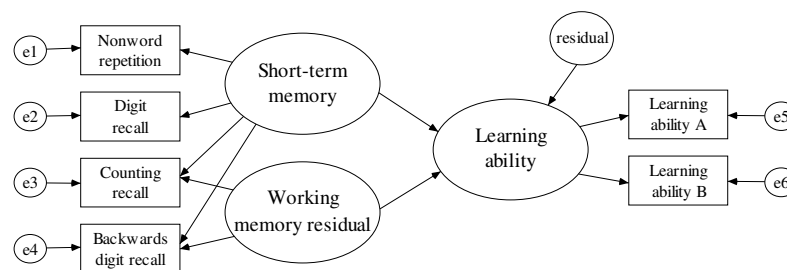 residual
e1
Nonword
repetition
Short-term
memory
e2
Digit
recall
Learning
ability A
e5
Learning
ability
e3
Counting
recall
Working
memory residual
Learning
ability B
e6
e4
Backwards
digit recall